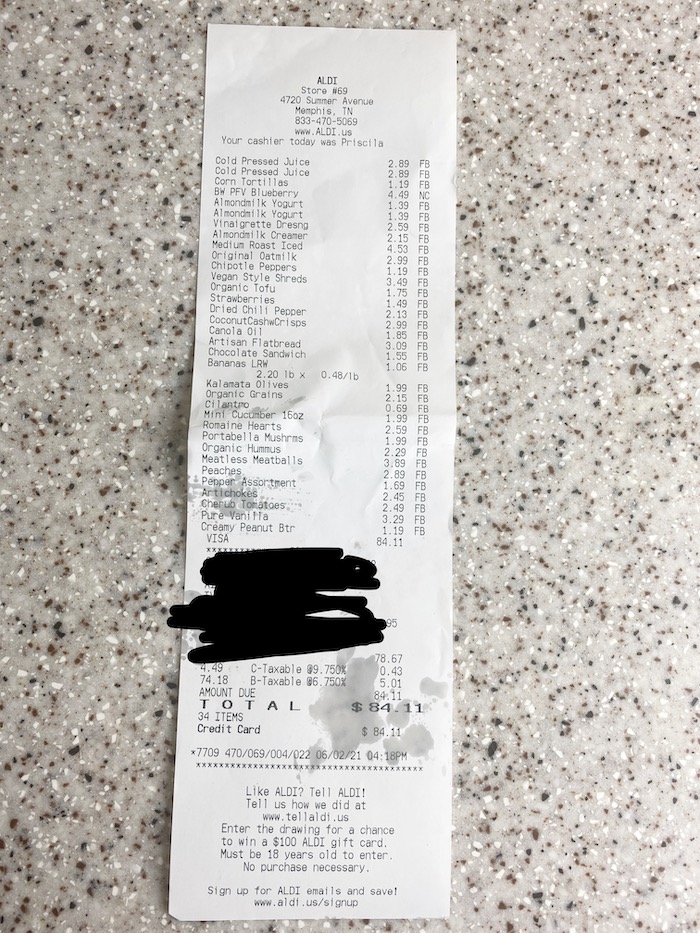 ALDI
Store #69
4720 Summer Avenue
Memphis, TN
833-470-5069
www.ALDI.us
Your cashier today was Priscila
Cold Pressed Juice 2.89 FB
Cold Pressed Juice 2.89 FB
Corn Tortillas 1.19 FB
BW PFV Blueberry 4.49 NC
Almondmilk Yogurt 1.39 FB
Almondmilk Yogurt 1.39 FB
Vinaigrette Dresng 2.59 FB
Almondmilk Creamer 2.15 FB
Medium Roast Iced 4.53 FB
Original Oatmilk 2.99 FB
Chipotle Peppers 1.19 FB
Vegan Style Shreds 3.49 FB
Organic Tofu 1.75 FB
Strawberries 1.49 FB
Dried Chili Pepper 2.13 FB
CoconutCashwCrisps 2.99 FB
Canola Oil 1.85 FB
Artisan Flatbread 3.09 FB
Chocolate Sandwich 1.55 FB
Bananas LRW 1.06 FB
2.20 lb x 0.48/lb
Kalamata Olives 1.99 FB
Organic Grains 2.15 FB
Cilantro 0.69 FB
Mini Cucumber 16oz 1.99 FB
Romaine Hearts 2.59 FB
Portabella Mushrms 1.99 FB
Organic Hummus 2.29 FB
Meatless Meatballs 3.89 FB
Peaches 2.89 FB
Pepper Assortment 1.69 FB
Artichokes 2.45 FB
Cherub Tomatoes 2.49 FB
Pure Vanilla 3.29 FB
Creamy Peanut Btr 1.19 FB
VISA 84.11
95
78.67
4.49 C-Taxable @9.750% 0.43
74.18 B-Taxable @6.750% 5.01
AMOUNT DUE 84.11
TOTAL $84.11
34 ITEMS
Credit Card $ 84.11
*7709 470/069/004/022 06/02/21 04:18PM
Like ALDI? Tell ALDI!
Tell us how we did at
www.tellaldi.us
Enter the drawing for a chance
to win a $100 ALDI gift card.
Must be 18 years old to enter.
No purchase necessary.
Sign up for ALDI emails and save!
www.aldi.us/signup